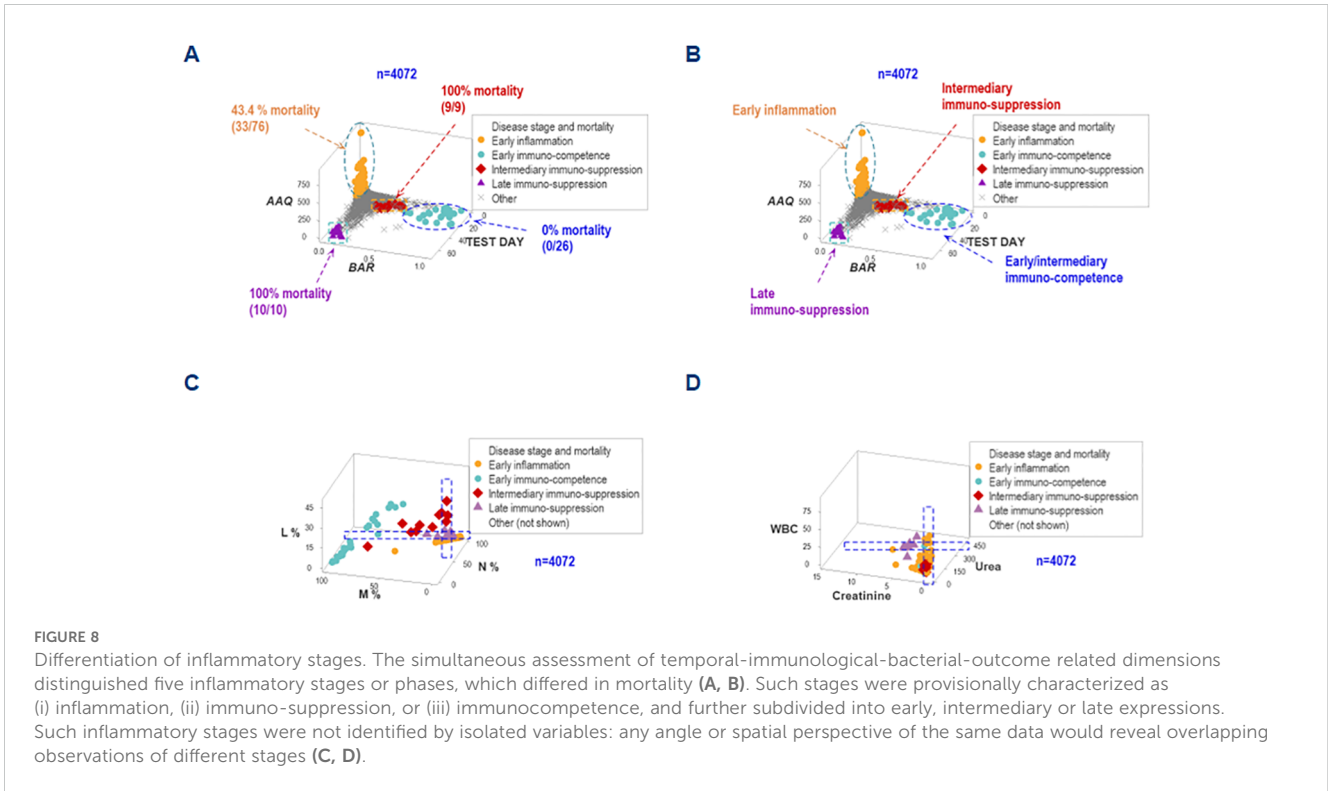 A
n=4072
43.4 % mortality
(33/76)
100% mortality
(9/9)
Disease stage and mortality
Early inflammation
Early immuno-competence
Intermediary immuno-suppression
Late immuno-suppression
Other
AAQ
750
500
250
0
0.0
0.5
1.0
BAR
0
20
40
60
TEST DAY
0% mortality
(0/26)
100% mortality
(10/10)
B
n=4072
Early inflammation
Intermediary
immuno-suppression
Disease stage and mortality
Early inflammation
Early immuno-competence
Intermediary immuno-suppression
Late immuno-suppression
Other
AAQ
750
500
250
0
0.0
0.5
1.0
BAR
0
20
40
60
TEST DAY
Early/intermediary
immuno-competence
Late
immuno-suppression
C
Disease stage and mortality
Early inflammation
Early immuno-competence
Intermediary immuno-suppression
Late immuno-suppression
Other (not shown)
L %
45
30
15
0
100
50
0
M %
100
50
0
N %
n=4072
D
Disease stage and mortality
Early inflammation
Early immuno-competence
Intermediary immuno-suppression
Late immuno-suppression
Other (not shown)
WBC
75
50
25
0
15
10
5
0
Creatinine
450
300
150
0
Urea
n=4072
FIGURE 8
Differentiation of inflammatory stages. The simultaneous assessment of temporal-immunological-bacterial-outcome related dimensions
distinguished five inflammatory stages or phases, which differed in mortality (A, B). Such stages were provisionally characterized as
(i) inflammation, (ii) immuno-suppression, or (iii) immunocompetence, and further subdivided into early, intermediary or late expressions.
Such inflammatory stages were not identified by isolated variables: any angle or spatial perspective of the same data would reveal overlapping
observations of different stages (C, D).